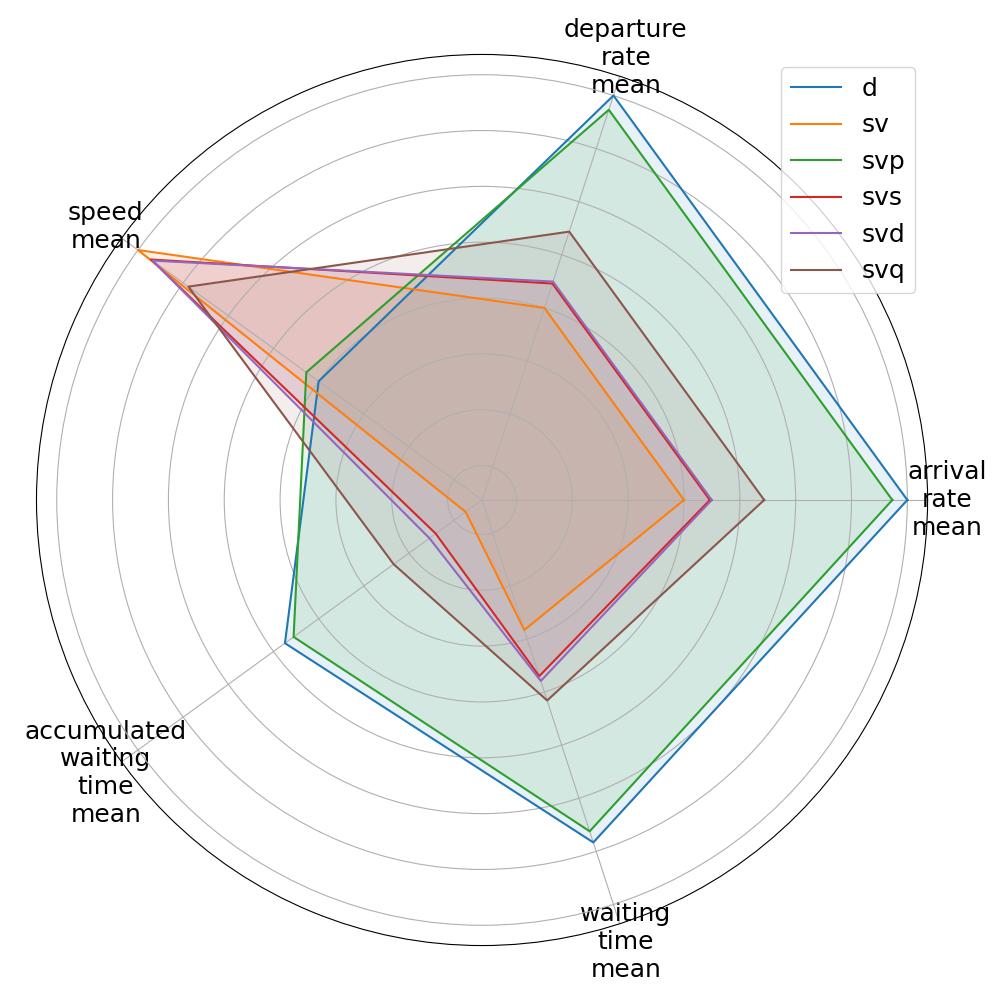 departure
rate
mean
d
sv
svp
svs
svd
svq
speed
mean
arrival
rate
mean
accumulated
waiting
time
mean
waiting
time
mean